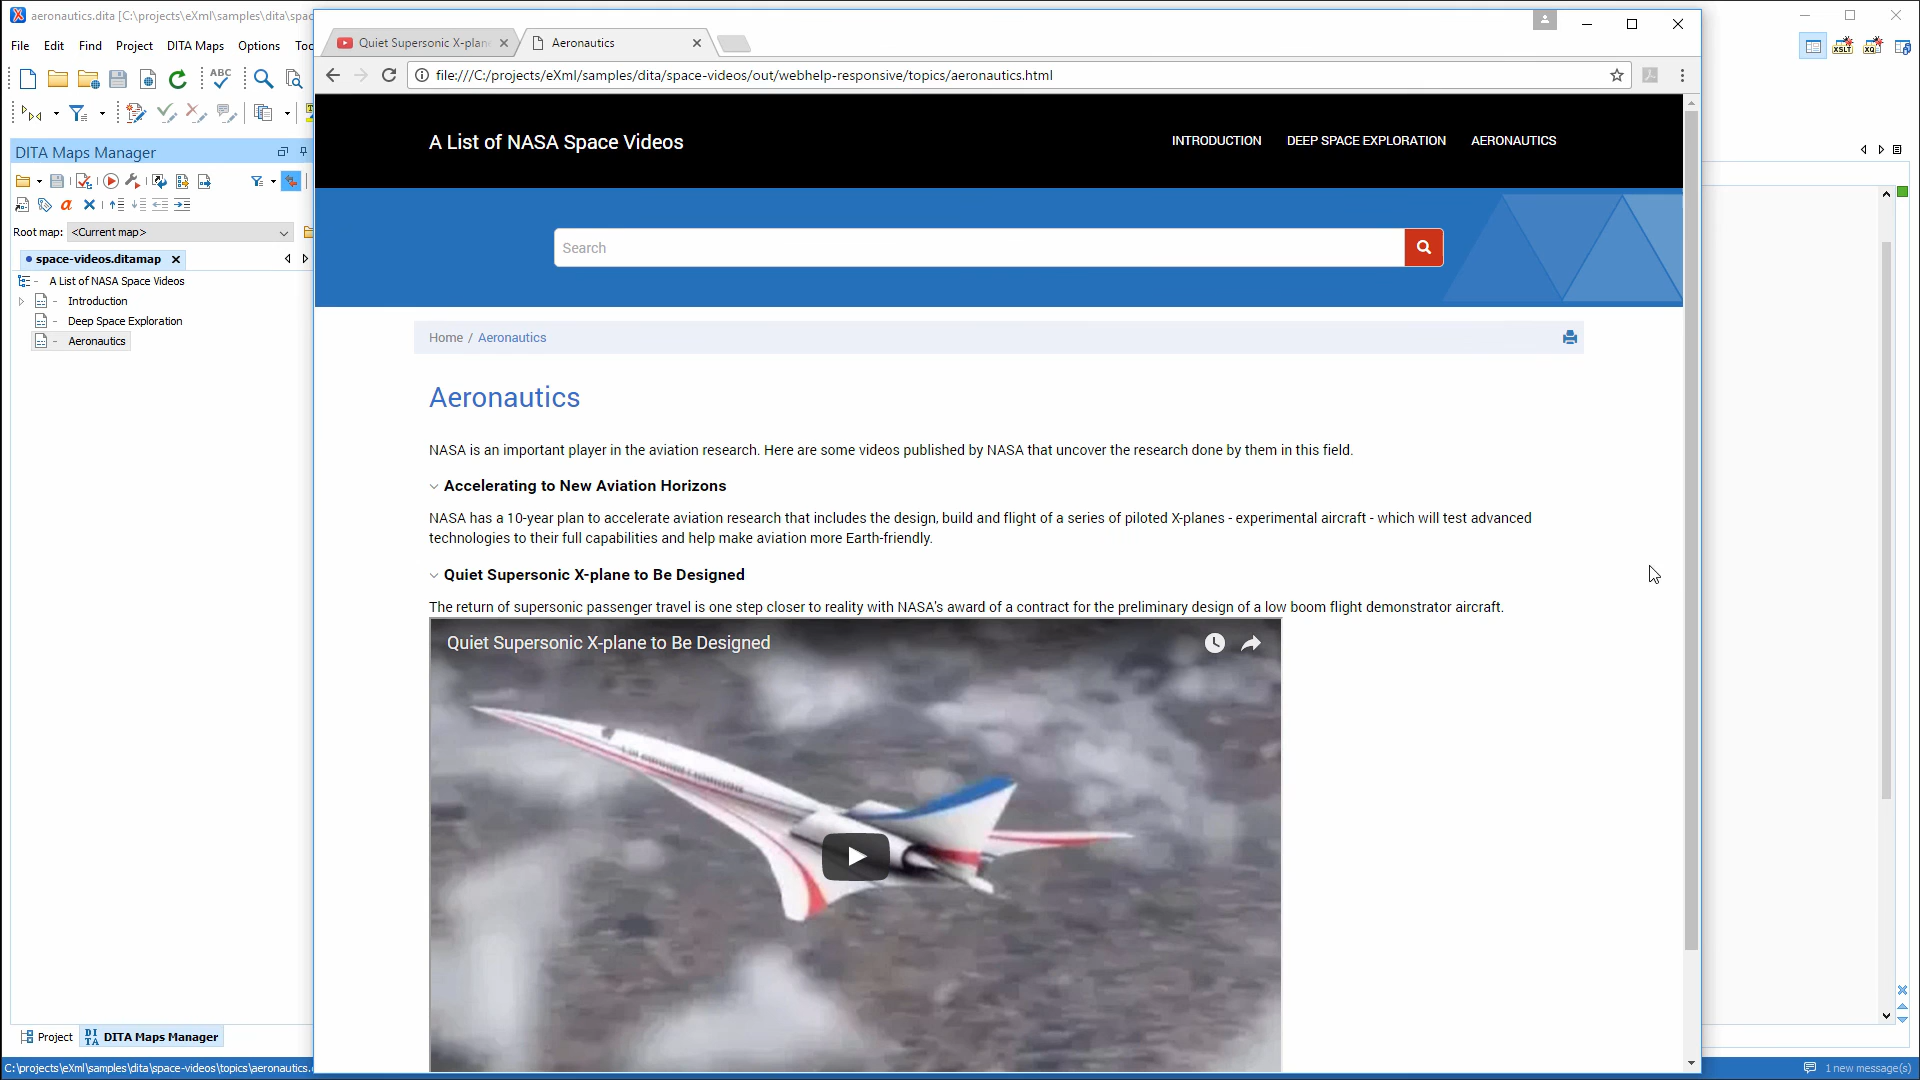 aeronautics.dita [C:\projects\eXml\samples\dita\spac
File Edit Find Project DITA Maps Options Too
ABC
XSLT
XQ
DITA Maps Manager
Root map: <Current map>
space-videos.ditamap
A List of NASA Space Videos
Introduction
Deep Space Exploration
Aeronautics
Project
DITA Maps Manager
C:\projects\eXml\samples\dita\space-videos\topics\aeronautics.
1 new message(s)
Quiet Supersonic X-plan
Aeronautics
file:///C:/projects/eXml/samples/dita/space-videos/out/webhelp-responsive/topics/aeronautics.html
A List of NASA Space Videos
INTRODUCTION DEEP SPACE EXPLORATION AERONAUTICS
Search
Home / Aeronautics
Aeronautics
NASA is an important player in the aviation research. Here are some videos published by NASA that uncover the research done by them in this field.
Accelerating to New Aviation Horizons
NASA has a 10-year plan to accelerate aviation research that includes the design, build and flight of a series of piloted X-planes - experimental aircraft - which will test advanced
technologies to their full capabilities and help make aviation more Earth-friendly.
Quiet Supersonic X-plane to Be Designed
The return of supersonic passenger travel is one step closer to reality with NASA's award of a contract for the preliminary design of a low boom flight demonstrator aircraft.
Quiet Supersonic X-plane to Be Designed